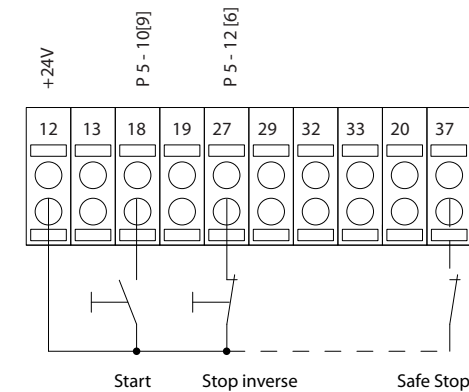 +24V
P 5 - 10[9]
P 5 - 12 [6]
12 13 18 19 27 29 32 33 20 37
Start Stop inverse Safe Stop